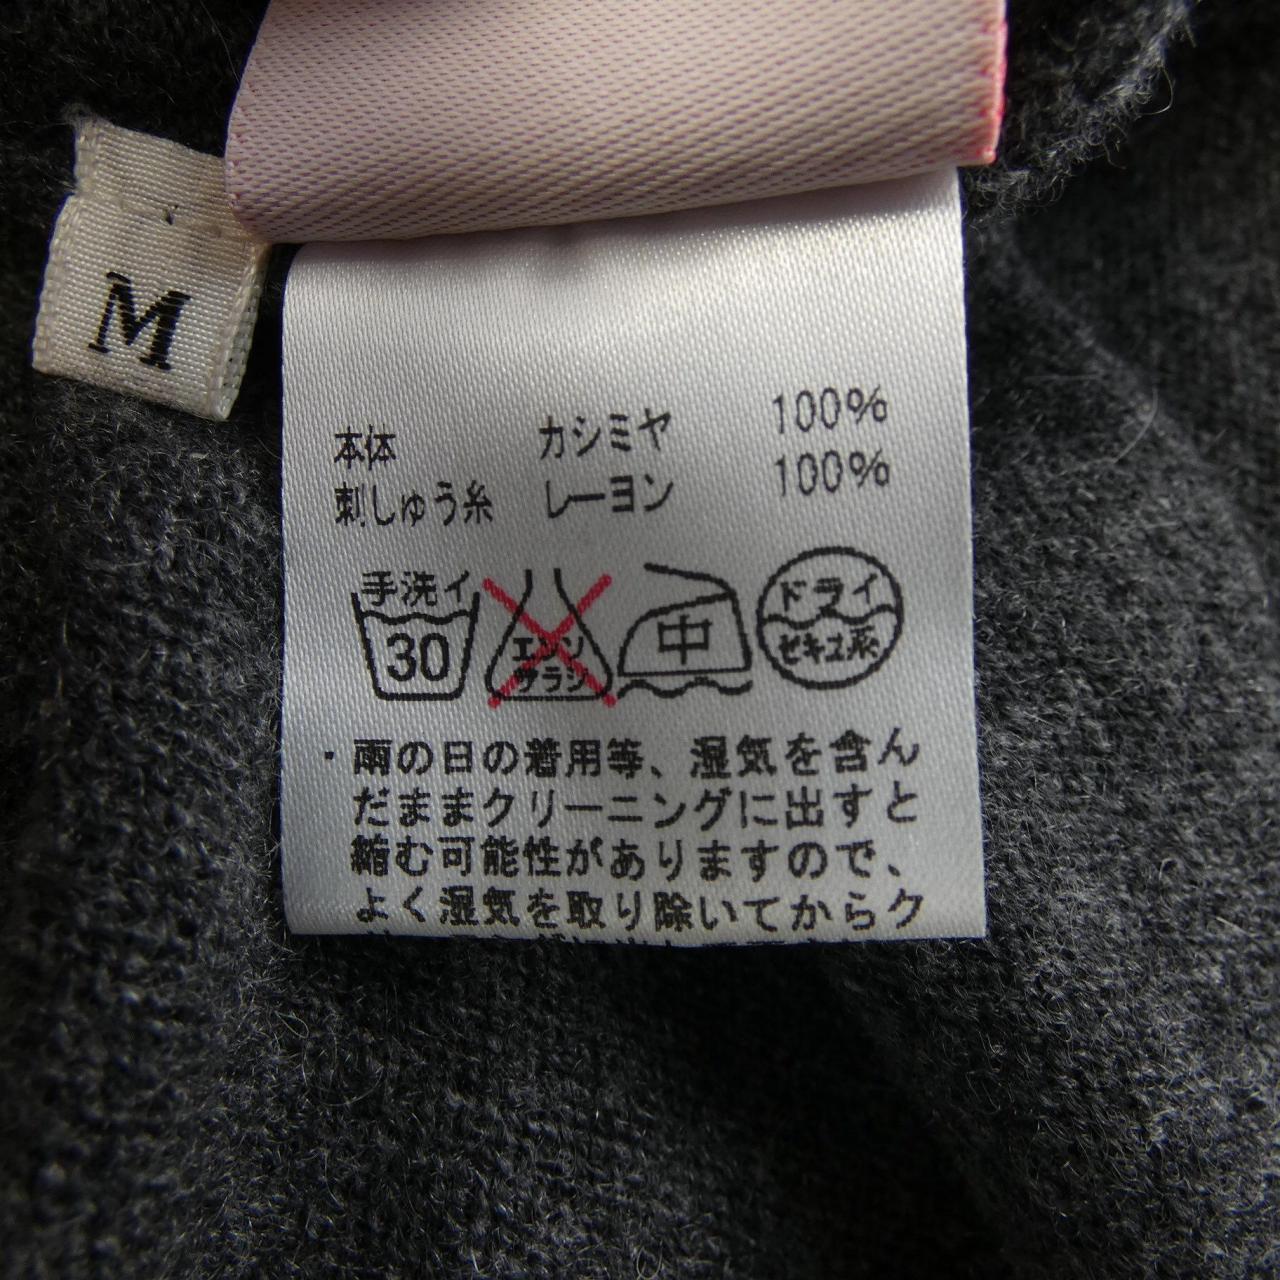 M
本体 カシミヤ 100%
刺しゅう糸 レーヨン 100%
手洗イ
30
エンソ
サラシ
中
ドライ
セキユ系
・雨の日の着用等、湿気を含ん
だままクリーニングに出すと
縮む可能性がありますので、
よく湿気を取り除いてからク